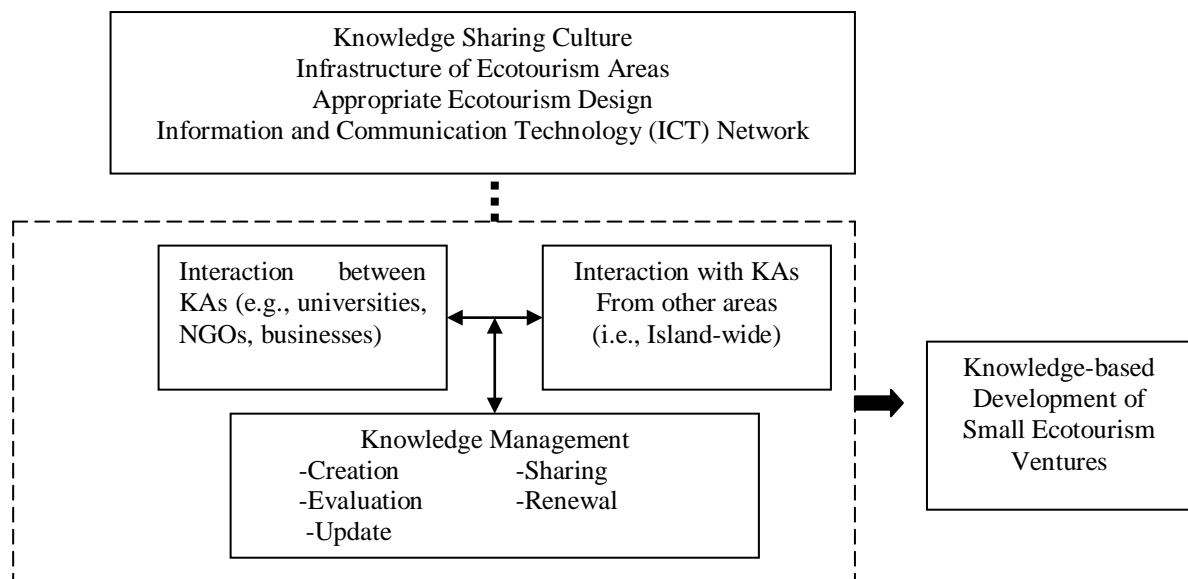 Knowledge Sharing Culture
Infrastructure of Ecotourism Areas
Appropriate Ecotourism Design
Information and Communication Technology (ICT) Network
Interaction between
KAs (e.g., universities,
NGOs, businesses)
Interaction with KAs
From other areas
(i.e., Island-wide)
Knowledge Management
-Creation -Sharing
-Evaluation -Renewal
-Update
Knowledge-based
Development of
Small Ecotourism
Ventures